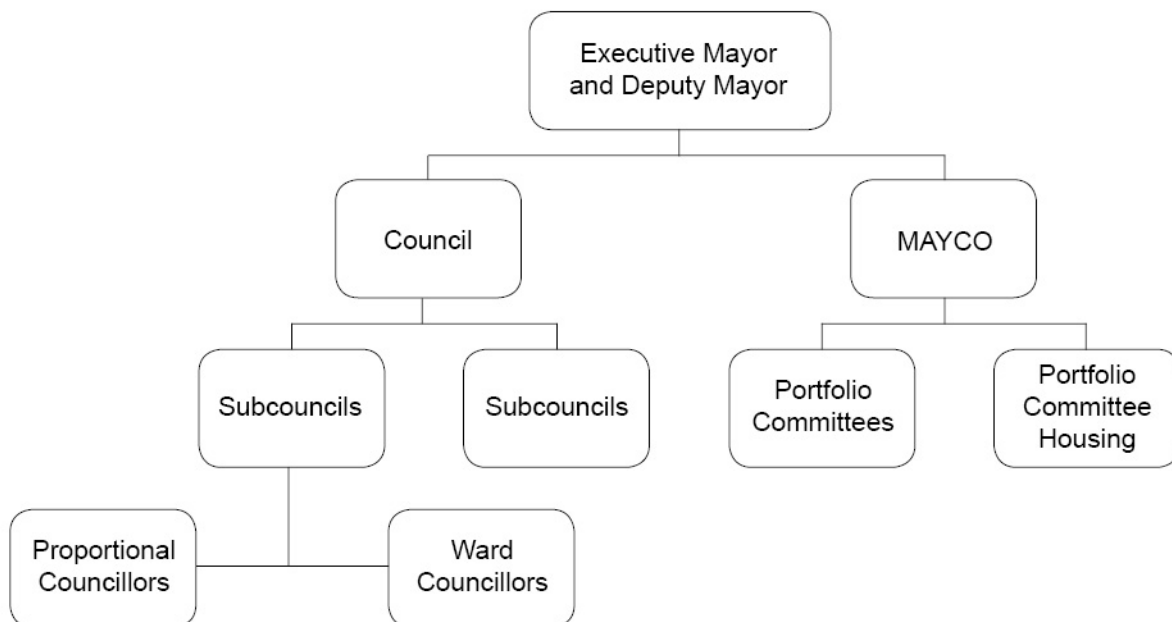 Executive Mayor
and Deputy Mayor
Council
MAYCO
Subcouncils
Subcouncils
Portfolio
Committees
Portfolio
Committee
Housing
Proportional
Councillors
Ward
Councillors